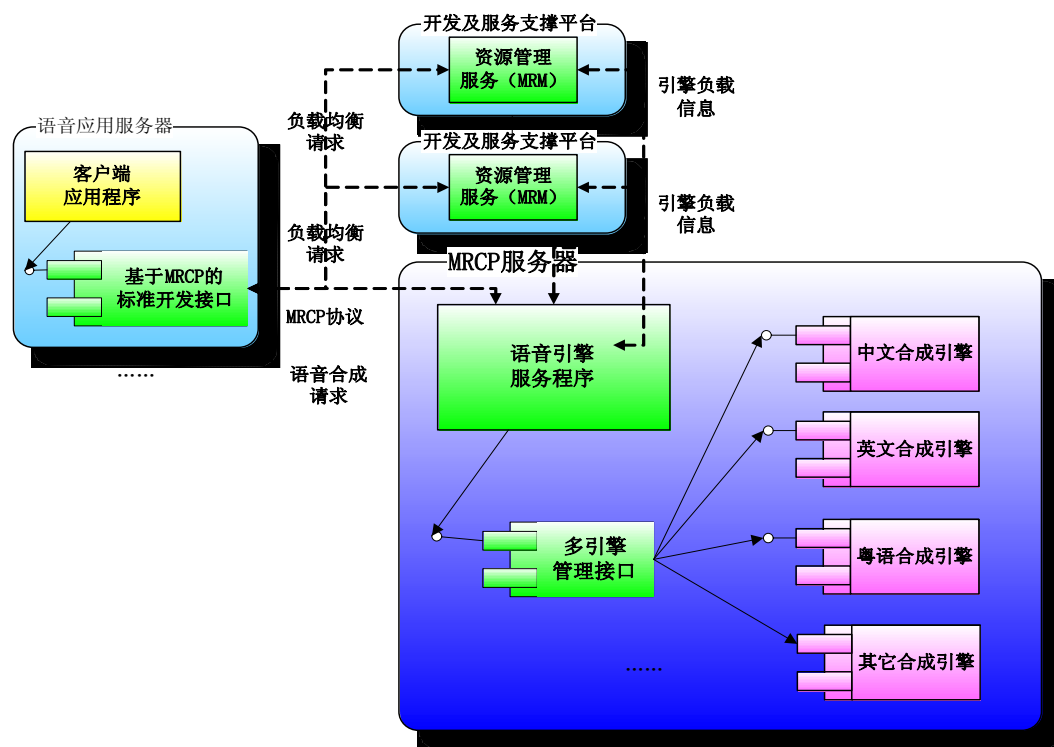 开发及服务支撑平台
资源管理
服务（MRM）
引擎负载
信息
负载均衡
请求
语音应用服务器
客户端
应用程序
开发及服务支撑平台
资源管理
服务（MRM）
引擎负载
信息
负载均衡
请求
基于MRCP的
标准开发接口
MRCP协议
语音合成
请求
……
MRCP服务器
语音引擎
服务程序
多引擎
管理接口
中文合成引擎
英文合成引擎
粤语合成引擎
其它合成引擎
……